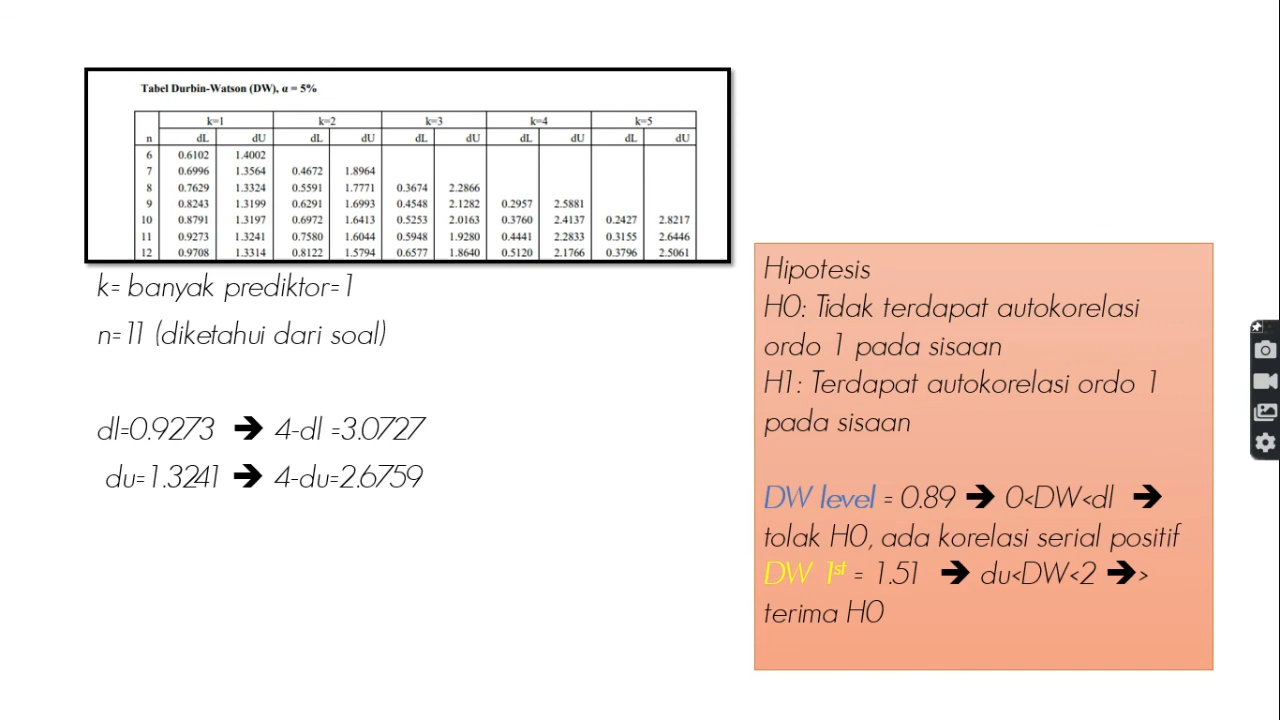 Tabel Durbin-Watson (DW), α = 5%
k=1 k=2 k=3 k=4 k=5
n dL dU dL dU dL dU dL dU dL dU
6 0.6102 1.4002
7 0.6996 1.3564 0.4672 1.8964
8 0.7629 1.3324 0.5591 1.7771 0.3674 2.2866
9 0.8243 1.3199 0.6291 1.6993 0.4548 2.1282 0.2957 2.5881
10 0.8791 1.3197 0.6972 1.6413 0.5253 2.0163 0.3760 2.4137 0.2427 2.8217
11 0.9273 1.3241 0.7580 1.6044 0.5948 1.9280 0.4441 2.2833 0.3155 2.6446
12 0.9708 1.3314 0.8122 1.5794 0.6577 1.8640 0.5120 2.1766 0.3796 2.5061
k= banyak prediktor=1
n=11 (diketahui dari soal)
dl=0.9273 ➔ 4-dl =3.0727
du=1.3241 ➔ 4-du=2.6759
Hipotesis
H0: Tidak terdapat autokorelasi
ordo 1 pada sisaan
H1: Terdapat autokorelasi ordo 1
pada sisaan
DW level = 0.89 ➔ 0<DW<dl ➔
tolak H0, ada korelasi serial positif
DW 1st = 1.51 ➔ du<DW<2 ➔>
terima H0